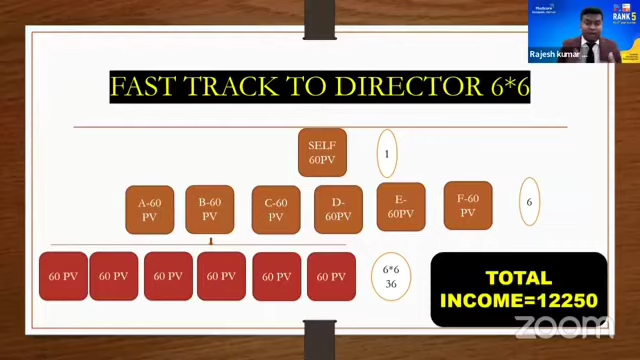 RANK 5
Rajesh kumar ...
FAST TRACK TO DIRECTOR 6*6
SELF
60PV
1
A-60
PV
B-60
PV
C-60
PV
D-
60PV
E-
60PV
F-60
PV
6
60 PV
60 PV
60 PV
60 PV
60 PV
60 PV
6*6
36
TOTAL
INCOME=12250
zoom